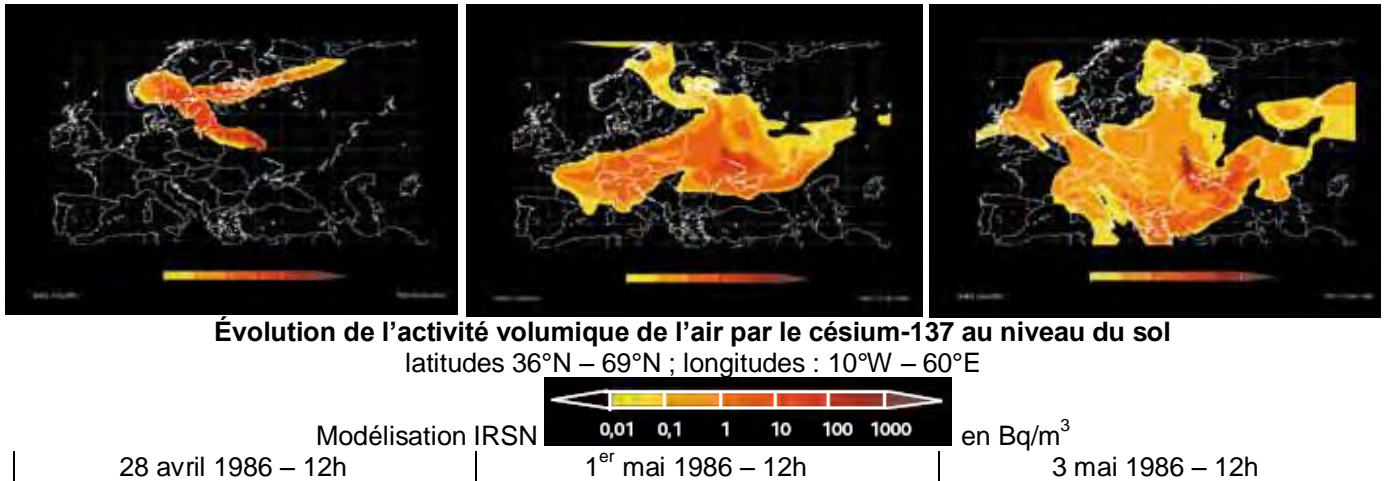 Évolution de l'activité volumique de l'air par le césium-137 au niveau du sol
latitudes 36°N – 69°N ; longitudes : 10°W – 60°E
Modélisation IRSN 0,01 0,1 1 10 100 1000 en Bq/m³
28 avril 1986 – 12h 1er mai 1986 – 12h 3 mai 1986 – 12h